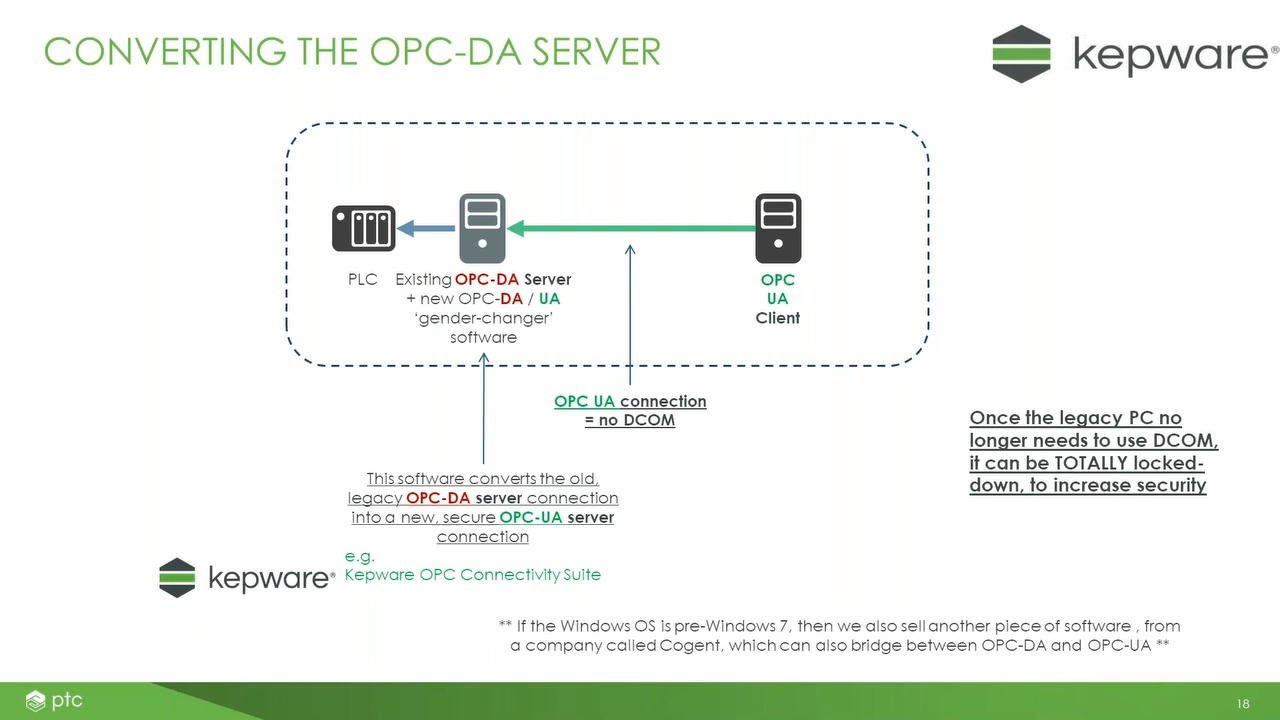 CONVERTING THE OPC-DA SERVER
kepware®
PLC
Existing OPC-DA Server
+ new OPC-DA / UA
‘gender-changer’
software
OPC
UA
Client
OPC UA connection
= no DCOM
Once the legacy PC no
longer needs to use DCOM,
it can be TOTALLY locked-
down, to increase security
This software converts the old,
legacy OPC-DA server connection
into a new, secure OPC-UA server
connection
e.g.
Kepware OPC Connectivity Suite
kepware®
** If the Windows OS is pre-Windows 7, then we also sell another piece of software , from
a company called Cogent, which can also bridge between OPC-DA and OPC-UA **
ptc
18